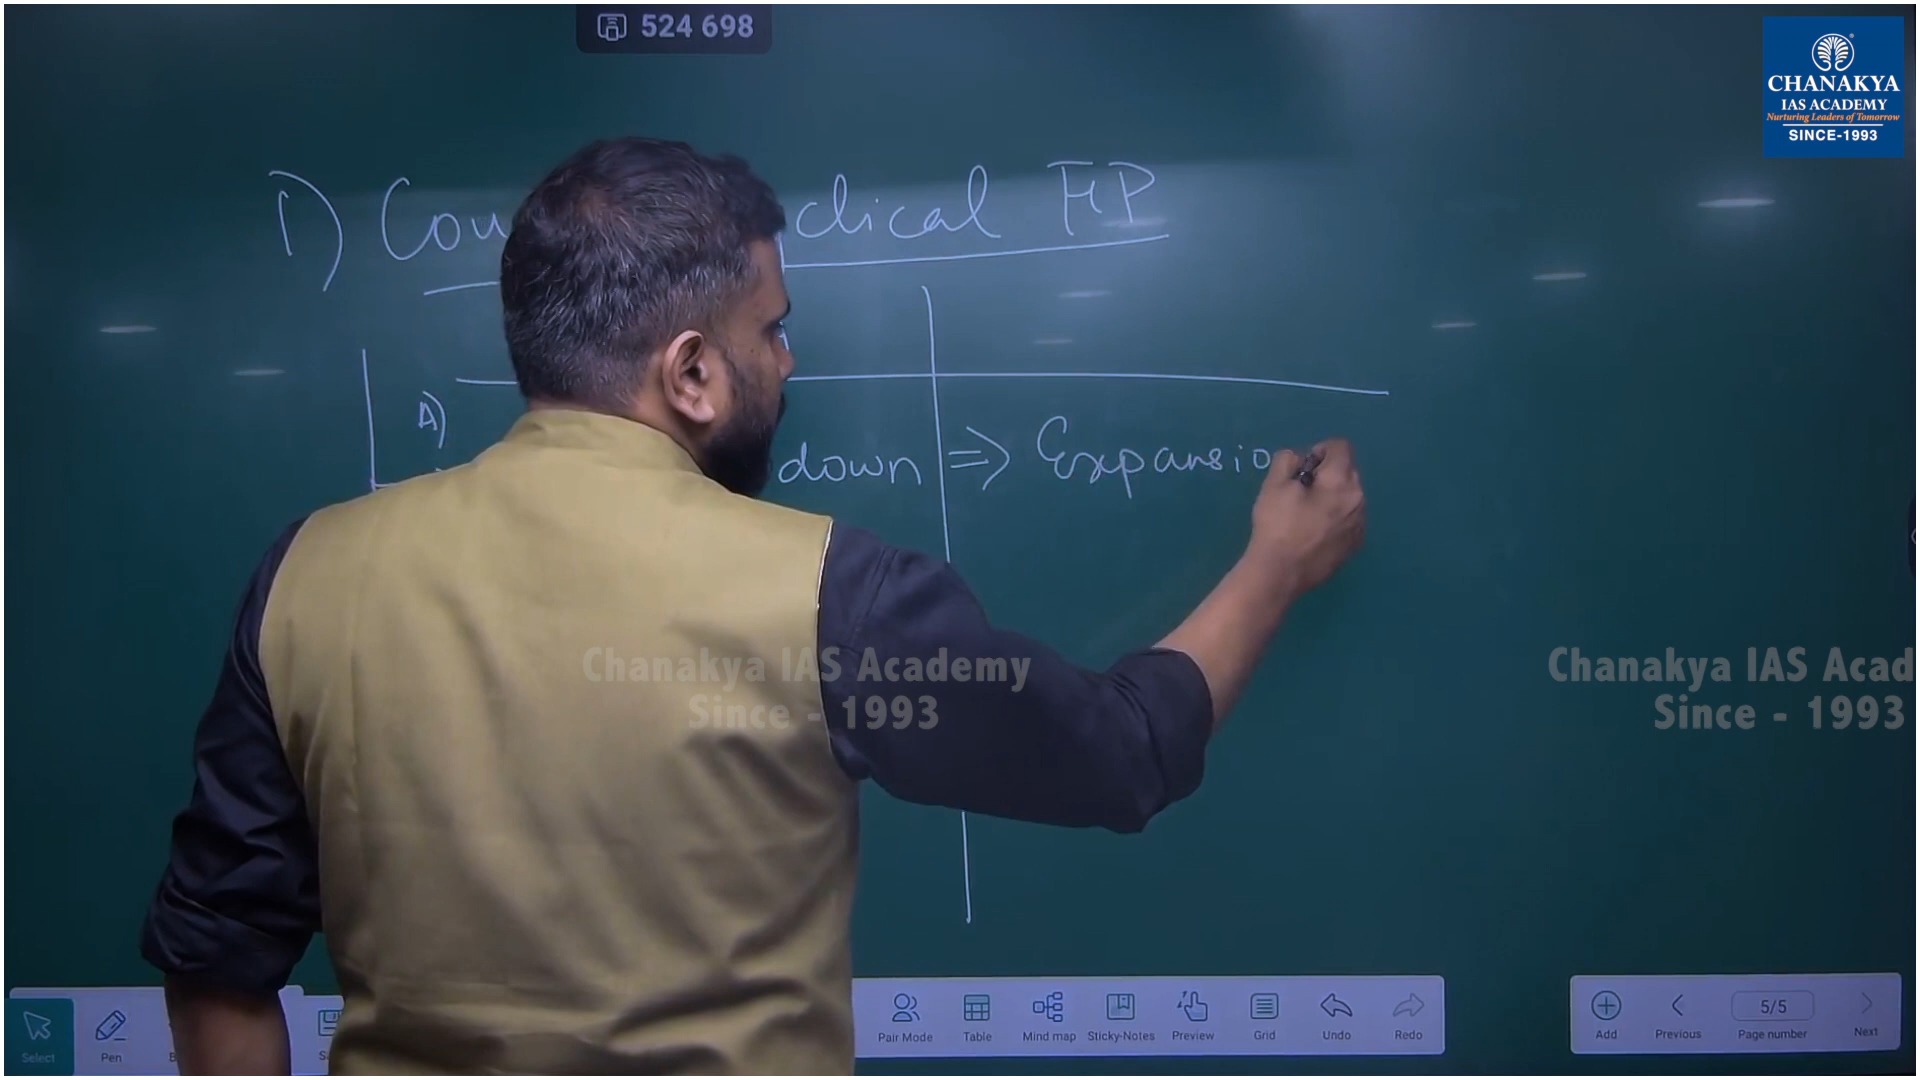 524 698
CHANAKYA
IAS ACADEMY
Nurturing Leaders of Tomorrow
SINCE-1993
1) Cou clical FP
A)
down => Expansio
Chanakya IAS Academy
Since - 1993
Chanakya IAS Acad
Since - 1993
Select
Pen
Pair Mode
Table
Mind map
Sticky-Notes
Preview
Grid
Undo
Redo
Add
Previous
5/5
Page number
Next